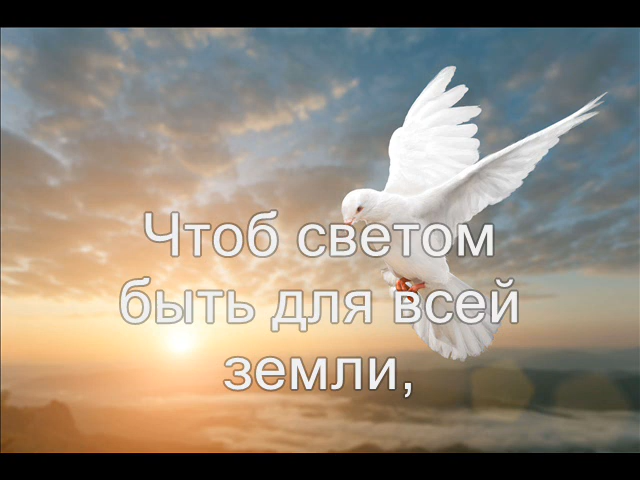 Чтоб светом
быть для всей
земли,